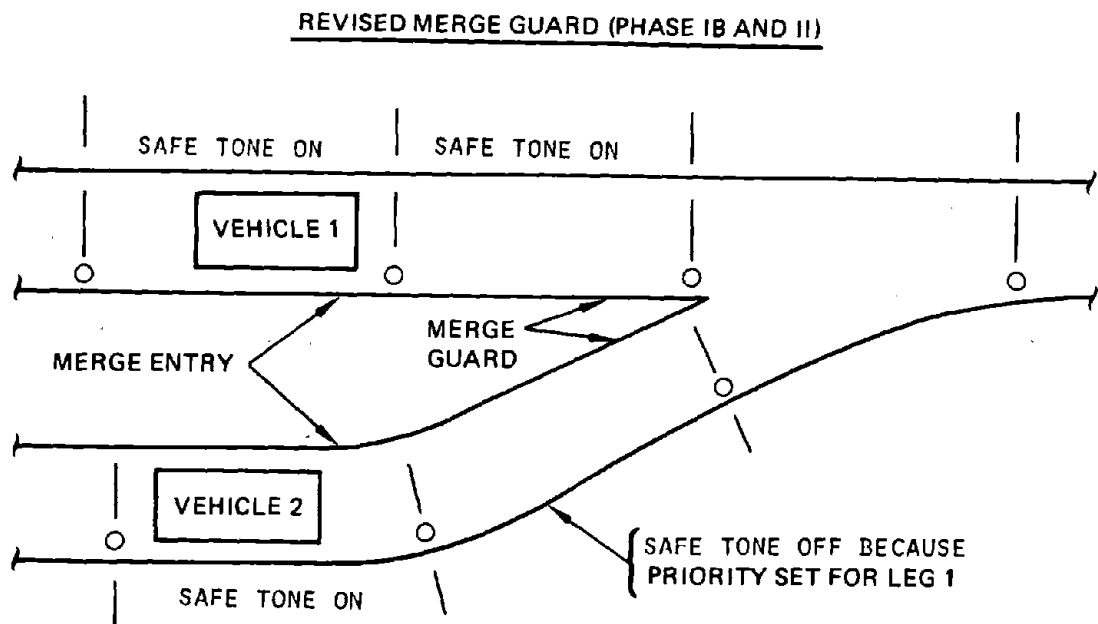 REVISED MERGE GUARD (PHASE IB AND II)
SAFE TONE ON
SAFE TONE ON
VEHICLE 1
MERGE ENTRY
MERGE
GUARD
VEHICLE 2
SAFE TONE OFF BECAUSE
PRIORITY SET FOR LEG 1
SAFE TONE ON